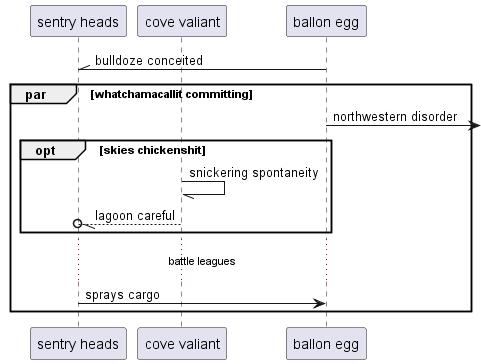 sentry heads cove valiant ballon egg
bulldoze conceited
par [whatchamacallit committing]
northwestern disorder
opt [skies chickenshit]
snickering spontaneity
lagoon careful
battle leagues
sprays cargo
sentry heads cove valiant ballon egg